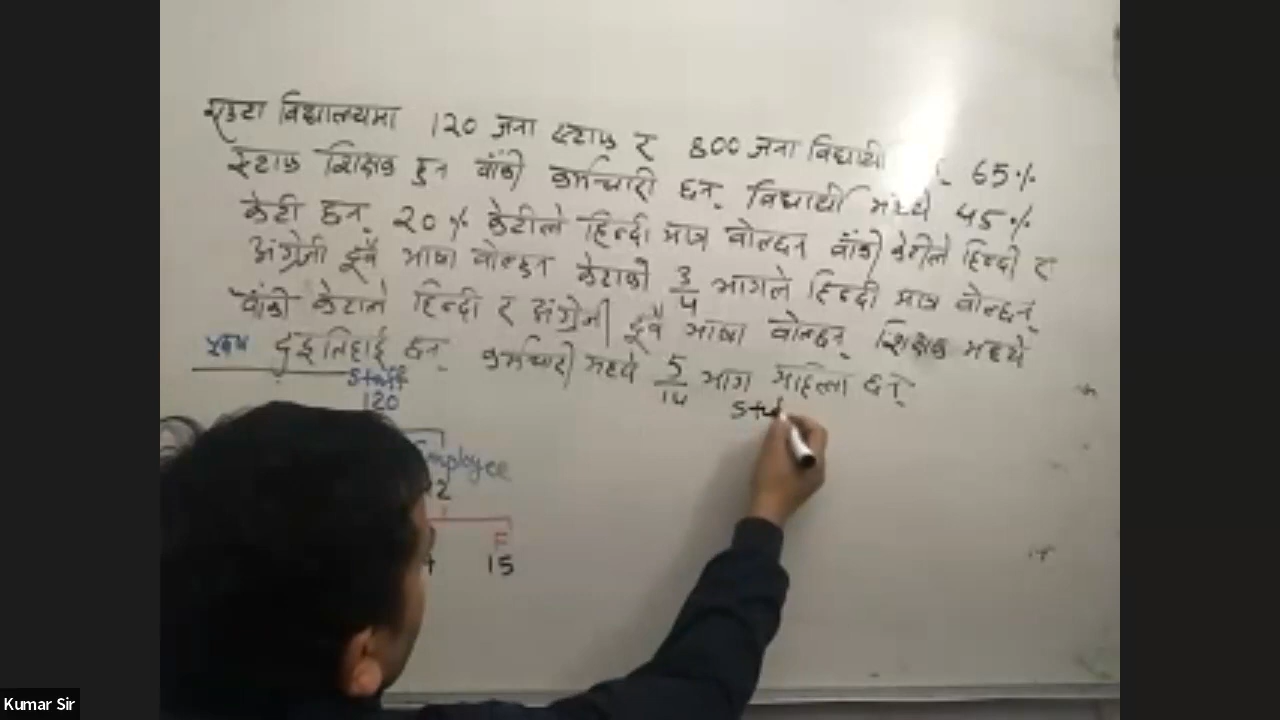 एउटा विद्यालयमा 120 जना स्टाफ र 800 जना विद्यार्थी 65%
स्टाफ शिक्षक हुन वाँकी कर्मचारी छन् विद्यार्थी मध्ये 45%
केटी छन्. 20% केटीले हिन्दी मात्र वोल्छन वाँकी केटीले हिन्दी र
अंग्रेजी दुवै भाषा वोल्छन केटाको 3/4 भागले हिन्दी मात्र वोल्छन्
वाँकी केटाले हिन्दी र अंग्रेजी दुवै भाषा वोल्छन् शिक्षक मध्ये
पुरुष दुइतिहाई छन् कर्मचारी मध्ये 5/14 भाग महिला छन्
Staff
120
Stu
Employee
42
F
15
Kumar Sir